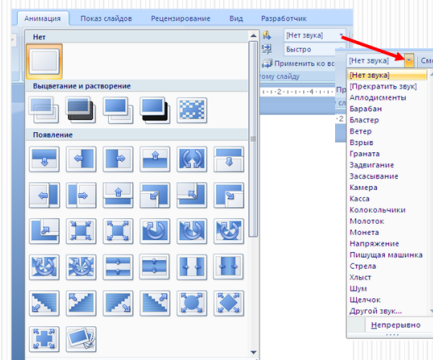 Анимация Показ слайдов Рецензирование Вид Разработчик
Нет
Выцветание и растворение
Появление
[Нет звука]
Быстро
Применить ко вс
ому слайду
[Нет звука]
[Нет звука]
[Прекратить звук]
Аплодисменты
Барабан
Бластер
Ветер
Взрыв
Граната
Задвигание
Засасывание
Камера
Касса
Колокольчики
Молоток
Монета
Напряжение
Пишущая машинка
Стрела
Хлыст
Шум
Щелчок
Другой звук...
Непрерывно